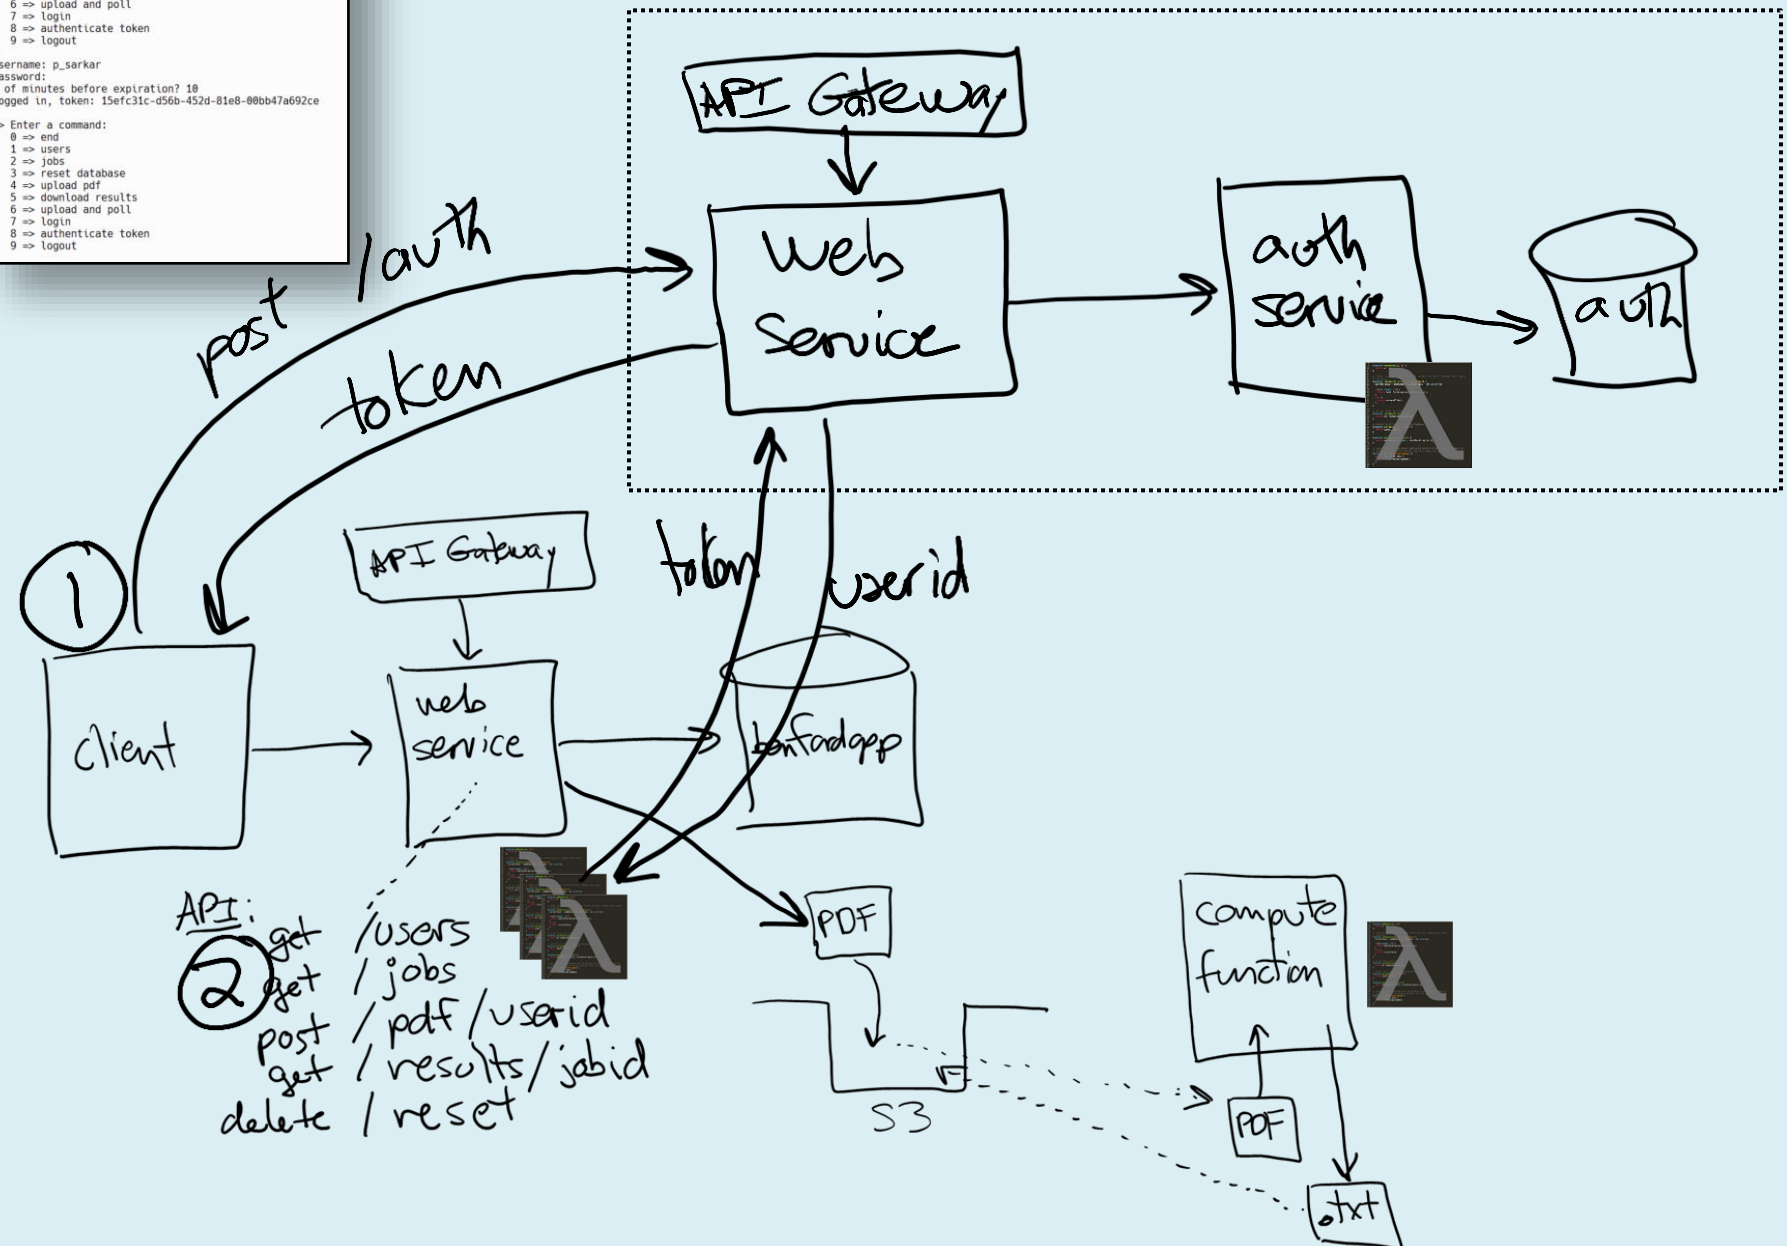 6 => upload and poll
7 => login
8 => authenticate token
9 => logout
sername: p_sarkar
assword:
of minutes before expiration? 10
ogged in, token: 15efc31c-d56b-452d-81e8-00bb47a692ce
> Enter a command:
0 => end
1 => users
2 => jobs
3 => reset database
4 => upload pdf
5 => download results
6 => upload and poll
7 => login
8 => authenticate token
9 => logout
API Gateway
web
service
auth
service
auth
post /auth
token
1
API Gateway
token
userid
client
web
service
benfordapp
API:
2
get /users
get /jobs
post /pdf/userid
get /results/jobid
delete /reset
PDF
S3
compute
function
PDF
.txt